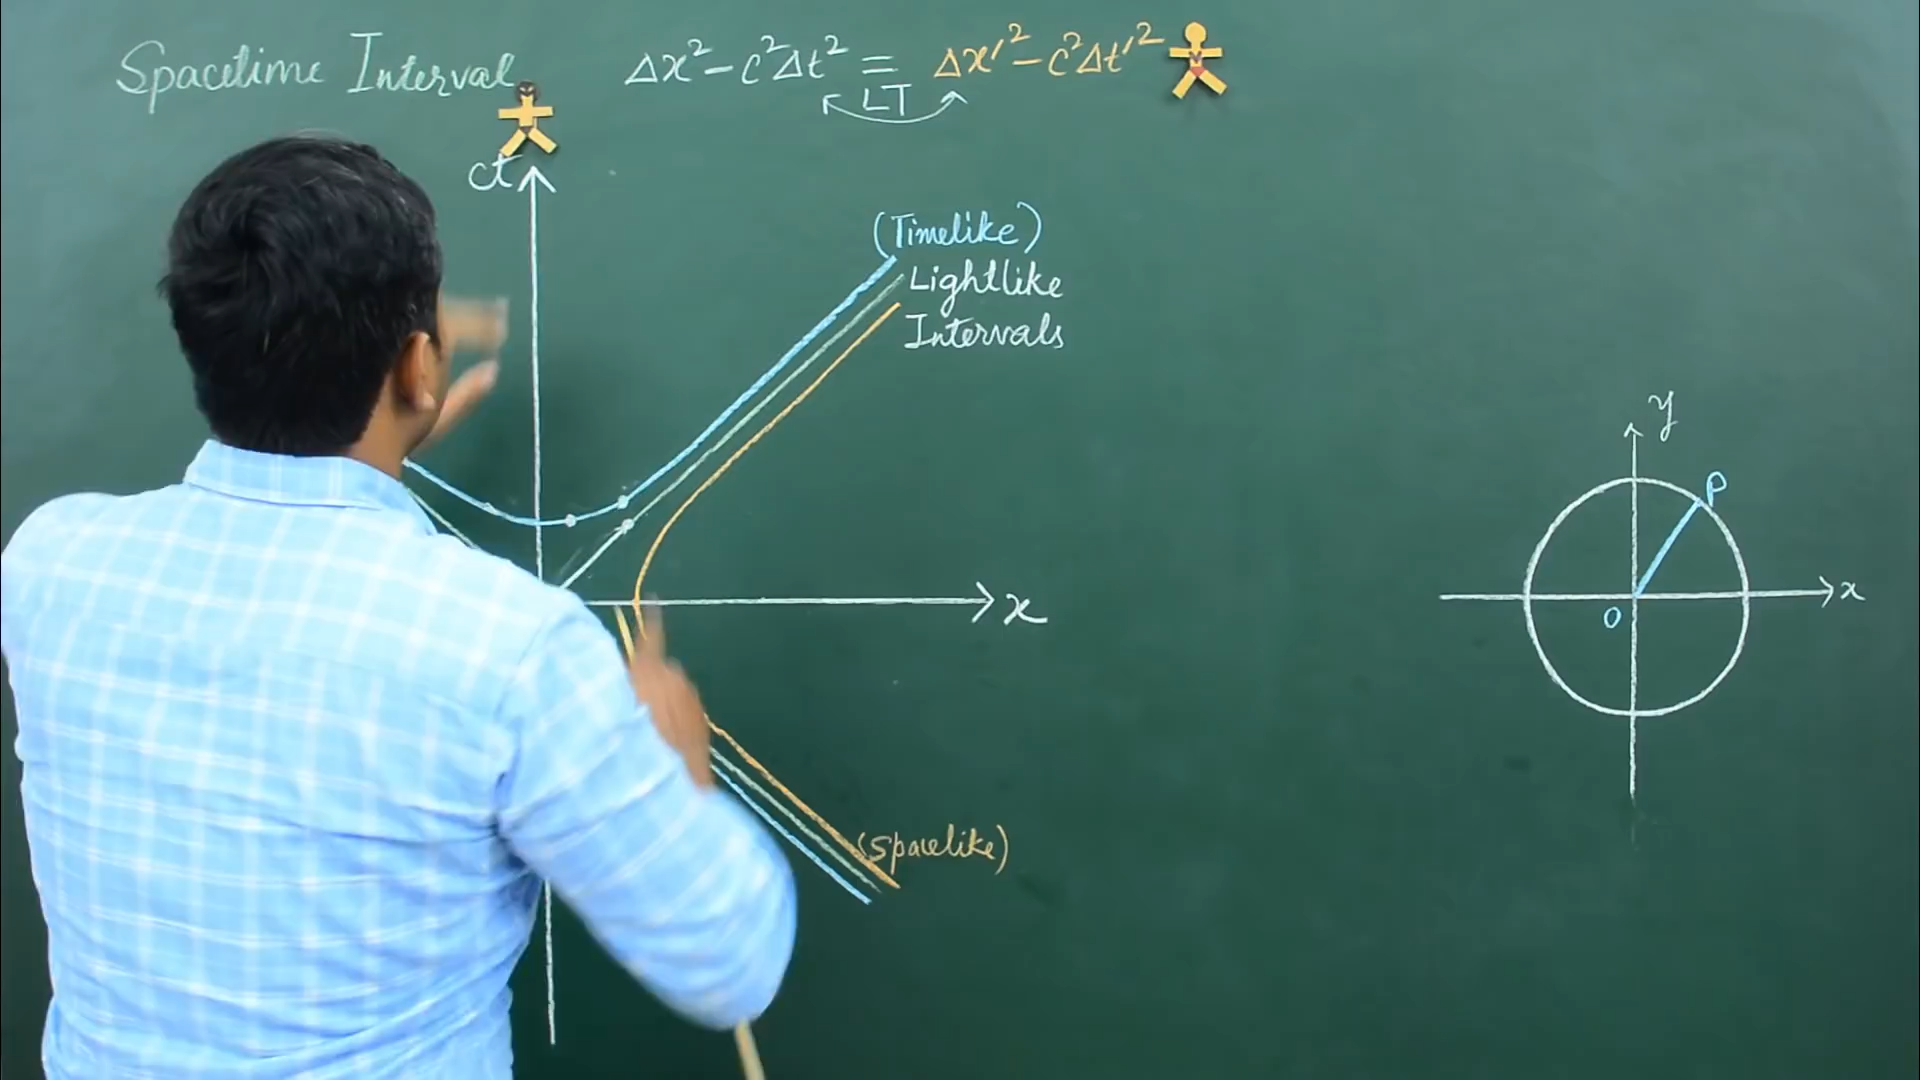 Spacetime Interval
Δx² - c²Δt² = Δx'² - c²Δt'²
LT
ct
(Timelike)
Lightlike
Intervals
x
(Spacelike)
y
P
O
x